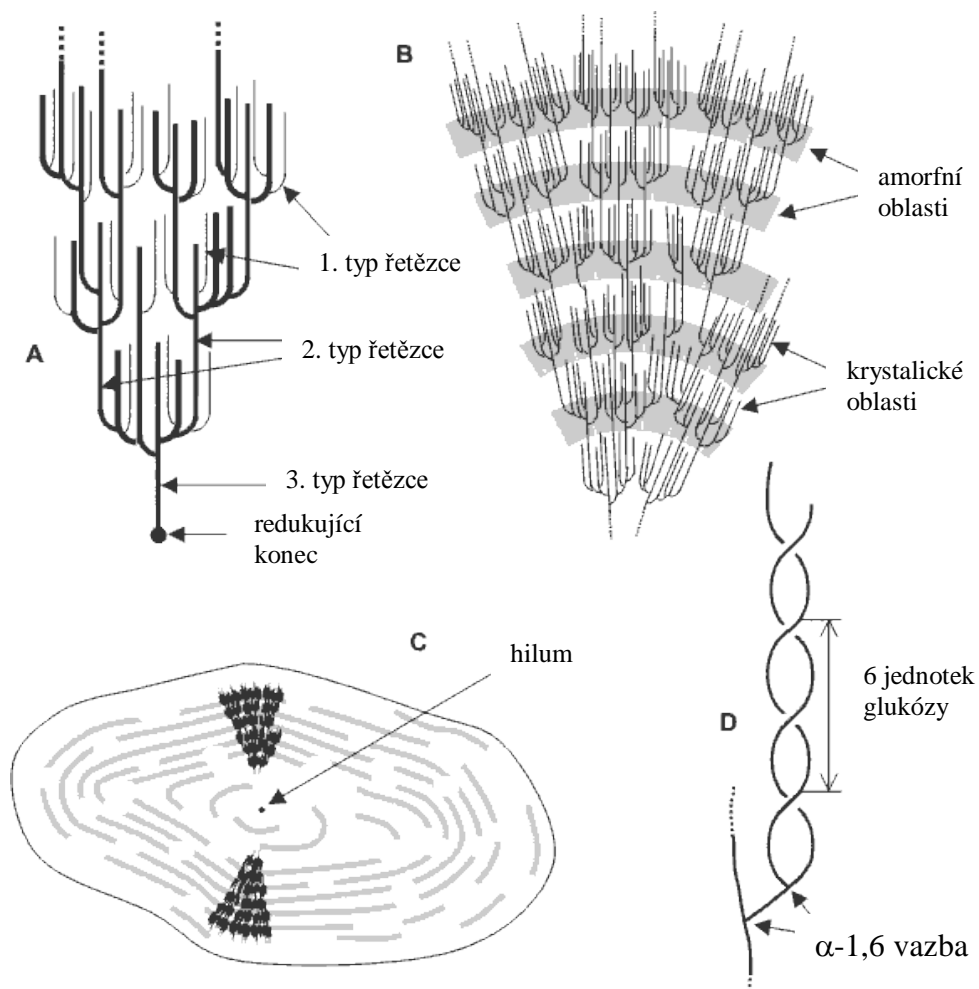 B
amorfní
oblasti
1. typ řetězce
A
2. typ řetězce
krystalické
oblasti
3. typ řetězce
redukující
konec
C
hilum
6 jednotek
glukózy
D
α-1,6 vazba